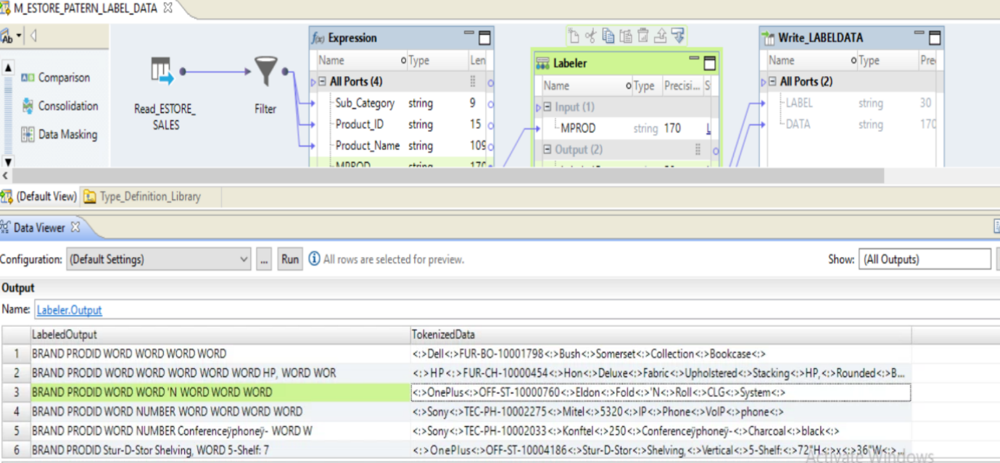 M_ESTORE_PATERN_LABEL_DATA
Ab
Comparison
Consolidation
Data Masking
Read_ESTORE_
SALES
Filter
f(x) Expression
Name Type Len
All Ports (4)
Sub_Category string 9
Product_ID string 15
Product_Name string 109
MPROD string 170
Labeler
Name Type Precisi... S
Input (1)
MPROD string 170 L
Output (2)
Write_LABELDATA
Name Type Pre
All Ports (2)
LABEL string 30
DATA string 170
(Default View) Type_Definition_Library
Data Viewer
Configuration: (Default Settings) ... Run All rows are selected for preview. Show: (All Outputs)
Output
Name: Labeler.Output
LabeledOutput TokenizedData
1 BRAND PRODID WORD WORD WORD WORD <:>Dell<:>FUR-BO-10001798<:>Bush<:>Somerset<:>Collection<:>Bookcase<:>
2 BRAND PRODID WORD WORD WORD WORD WORD HP, WORD WOR <:>HP<:>FUR-CH-10000454<:>Hon<:>Deluxe<:>Fabric<:>Upholstered<:>Stacking<:>HP,<:>Rounded<:>B...
3 BRAND PRODID WORD WORD 'N WORD WORD WORD <:>OnePlus<:>OFF-ST-10000760<:>Eldon<:>Fold<:>'N<:>Roll<:>CLG<:>System<:>
4 BRAND PRODID WORD NUMBER WORD WORD WORD WORD <:>Sony<:>TEC-PH-10002275<:>Mitel<:>5320<:>IP<:>Phone<:>VoIP<:>phone<:>
5 BRAND PRODID WORD NUMBER Conferenceÿphoneÿ- WORD W <:>Sony<:>TEC-PH-10002033<:>Konftel<:>250<:>Conferenceÿphoneÿ-<:>Charcoal<:>black<:>
6 BRAND PRODID Stur-D-Stor Shelving, WORD 5-Shelf: 7 <:>OnePlus<:>OFF-ST-10004186<:>Stur-D-Stor<:>Shelving,<:>Vertical<:>5-Shelf:<:>72"H<:>x<:>36"W<:>...
Activate Windows